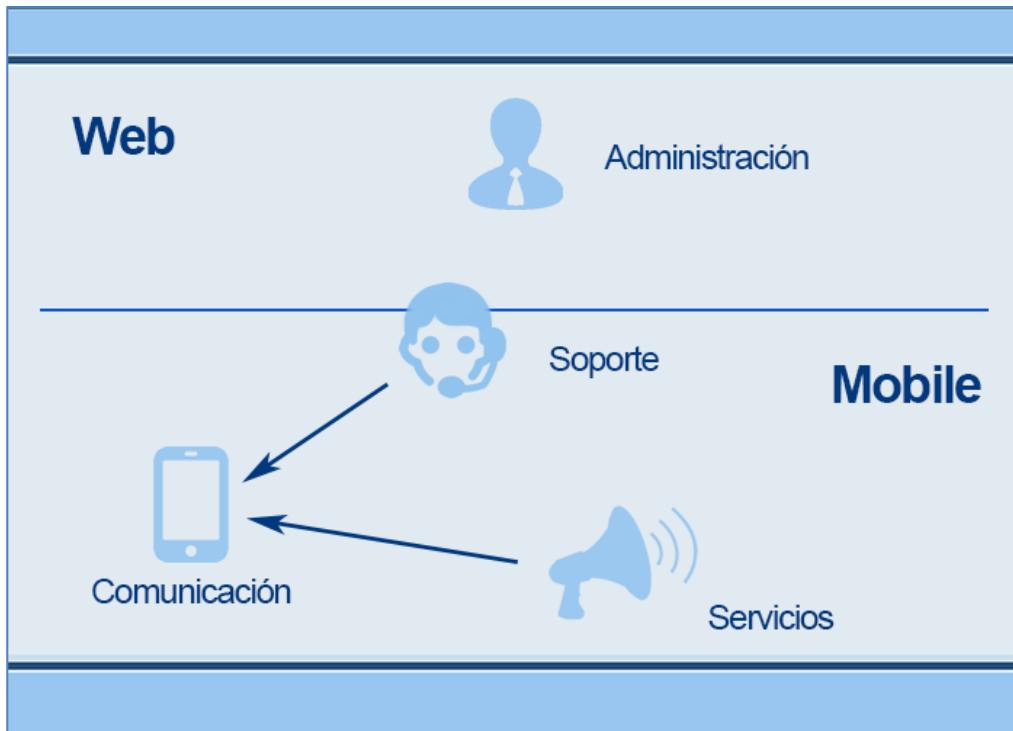 Web
Administración
Soporte
Mobile
Comunicación
Servicios